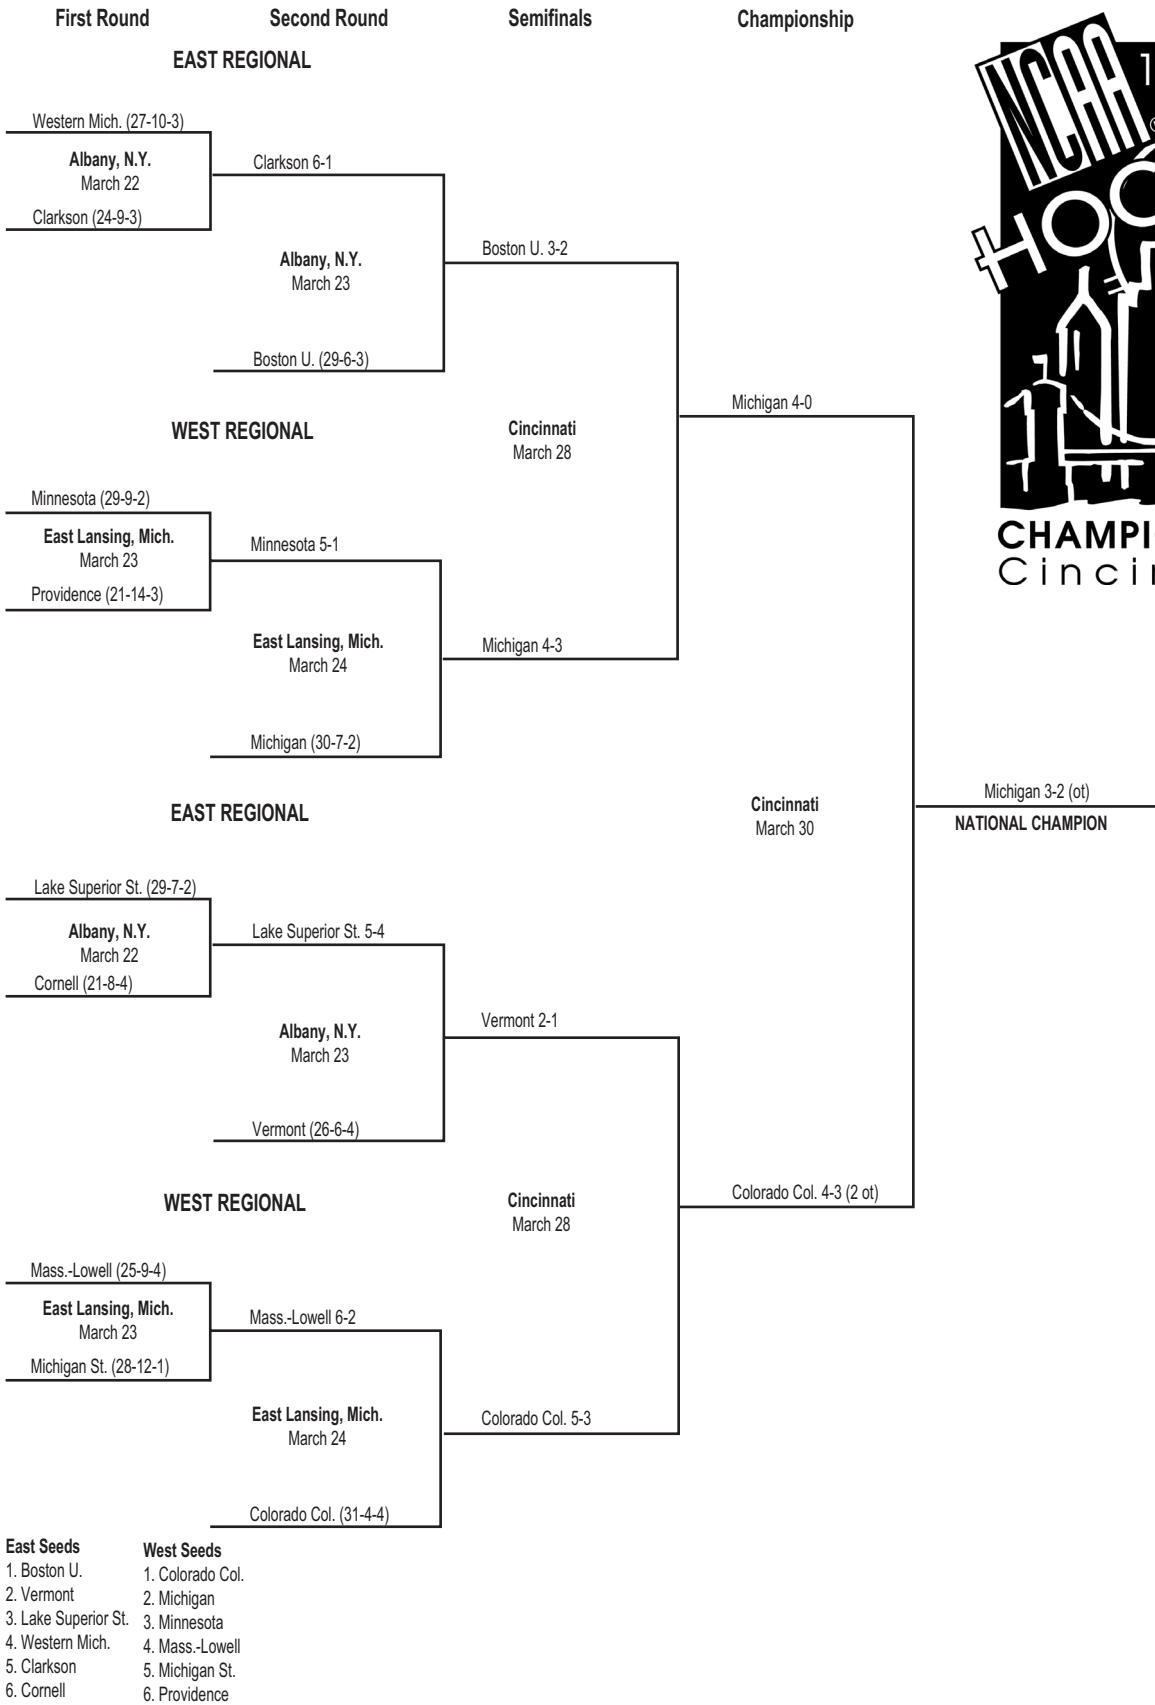 First Round
Second Round
Semifinals
Championship
EAST REGIONAL
Western Mich. (27-10-3)
Albany, N.Y.
March 22
Clarkson (24-9-3)
Clarkson 6-1
Albany, N.Y.
March 23
Boston U. (29-6-3)
Boston U. 3-2
WEST REGIONAL
Cincinnati
March 28
Michigan 4-0
Minnesota (29-9-2)
East Lansing, Mich.
March 23
Providence (21-14-3)
Minnesota 5-1
East Lansing, Mich.
March 24
Michigan (30-7-2)
Michigan 4-3
EAST REGIONAL
Cincinnati
March 30
Michigan 3-2 (ot)
NATIONAL CHAMPION
Lake Superior St. (29-7-2)
Albany, N.Y.
March 22
Cornell (21-8-4)
Lake Superior St. 5-4
Albany, N.Y.
March 23
Vermont (26-6-4)
Vermont 2-1
WEST REGIONAL
Cincinnati
March 28
Colorado Col. 4-3 (2 ot)
Mass.-Lowell (25-9-4)
East Lansing, Mich.
March 23
Michigan St. (28-12-1)
Mass.-Lowell 6-2
East Lansing, Mich.
March 24
Colorado Col. (31-4-4)
Colorado Col. 5-3
East Seeds
1. Boston U.
2. Vermont
3. Lake Superior St.
4. Western Mich.
5. Clarkson
6. Cornell
West Seeds
1. Colorado Col.
2. Michigan
3. Minnesota
4. Mass.-Lowell
5. Michigan St.
6. Providence
NCAA